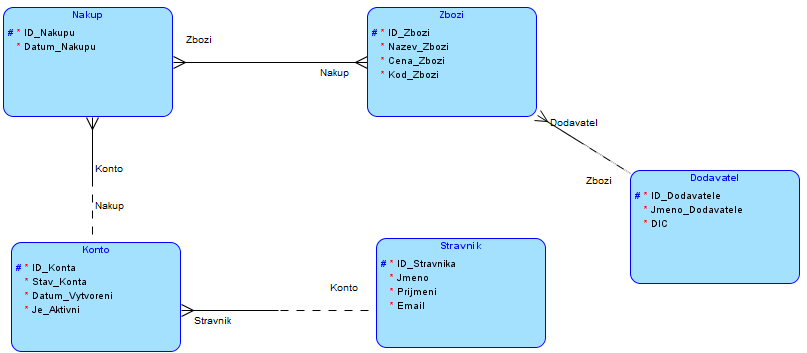 Nakup
# * ID_Nakupu
* Datum_Nakupu
Zbozi
Nakup
Zbozi
# * ID_Zbozi
* Nazev_Zbozi
* Cena_Zbozi
* Kod_Zbozi
Dodavatel
Zbozi
Dodavatel
# * ID_Dodavatele
* Jmeno_Dodavatele
* DIC
Konto
Nakup
Konto
# * ID_Konta
* Stav_Konta
* Datum_Vytvoreni
* Je_Aktivni
Stravnik
Konto
Stravnik
# * ID_Stravnika
* Jmeno
* Prijmeni
* Email